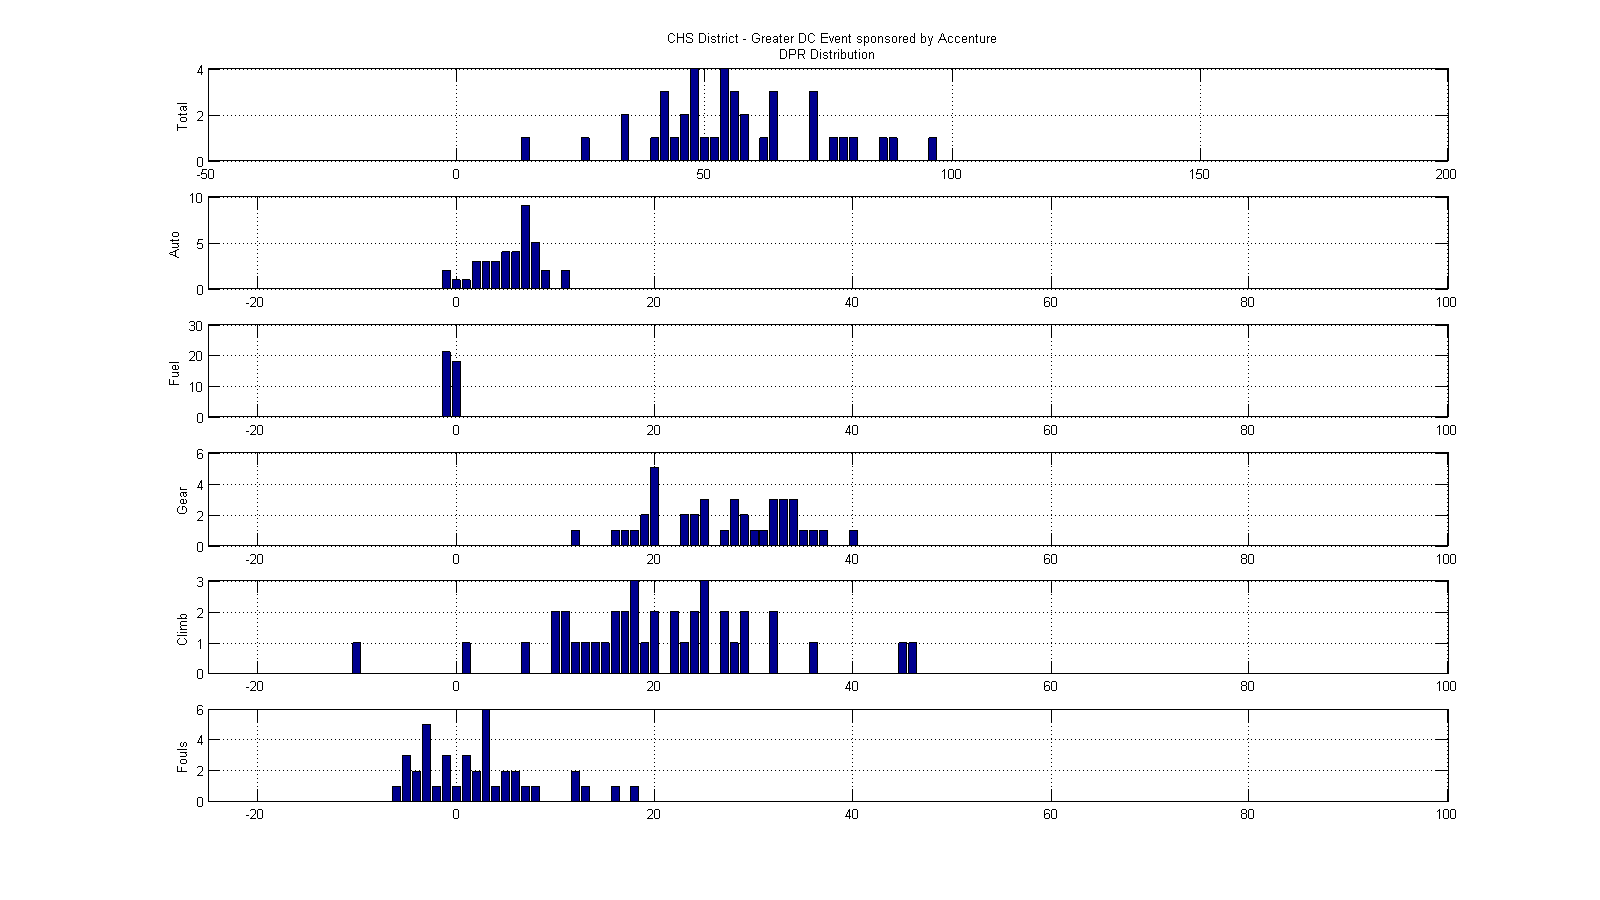 CHS District - Greater DC Event sponsored by Accenture
DPR Distribution
Total
4
2
0
-50 0 50 100 150 200
Auto
10
5
0
-20 0 20 40 60 80 100
Fuel
30
20
10
0
-20 0 20 40 60 80 100
Gear
6
4
2
0
-20 0 20 40 60 80 100
Climb
3
2
1
0
-20 0 20 40 60 80 100
Fouls
6
4
2
0
-20 0 20 40 60 80 100